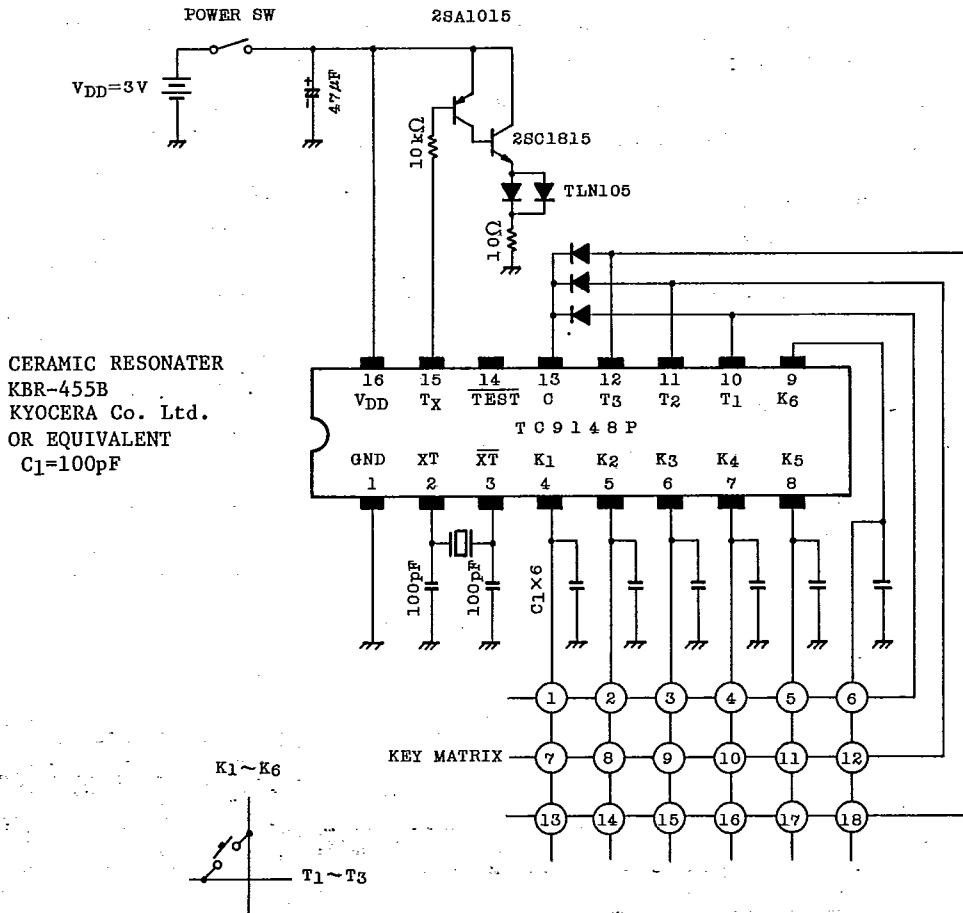 POWER SW
2SA1015
VDD=3V
47μF
10kΩ
2SC1815
TLN105
10Ω
CERAMIC RESONATER
KBR-455B
KYOCERA Co. Ltd.
OR EQUIVALENT
C1=100pF
16 15 14 13 12 11 10 9
VDD TX TEST C T3 T2 T1 K6
TC9148P
GND XT XT K1 K2 K3 K4 K5
1 2 3 4 5 6 7 8
100pF
100pF
C1×6
1 2 3 4 5 6
KEY MATRIX 7 8 9 10 11 12
13 14 15 16 17 18
K1~K6
T1~T3